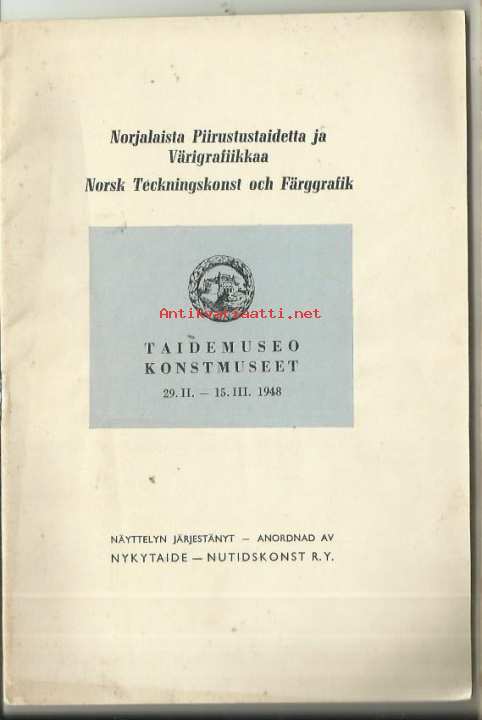 Norjalaista Piirustustaidetta ja
Värigrafiikkaa
Norsk Teckningskonst och Färggrafik
Antikvariaatti.net
TAIDEMUSEO
KONSTMUSEET
29. II. — 15. III. 1948
NÄYTTELYN JÄRJESTÄNYT — ANORDNAD AV
NYKYTAIDE — NUTIDSKONST R.Y.